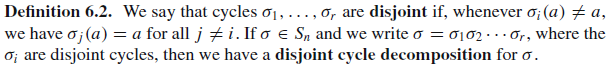 Definition 6.2. We say that cycles σ₁, . . . , σᵣ are disjoint if, whenever σᵢ(a) ≠ a,
we have σⱼ(a) = a for all j ≠ i. If σ ∈ Sₙ and we write σ = σ₁σ₂ · · · σᵣ, where the
σᵢ are disjoint cycles, then we have a disjoint cycle decomposition for σ.